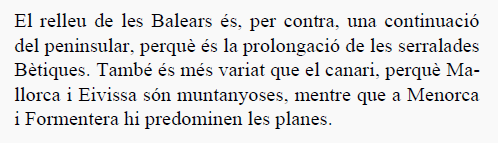 El relleu de les Balears és, per contra, una continuació
del peninsular, perquè és la prolongació de les serralades
Bètiques. També és més variat que el canari, perquè Ma-
llorca i Eivissa són muntanyoses, mentre que a Menorca
i Formentera hi predominen les planes.